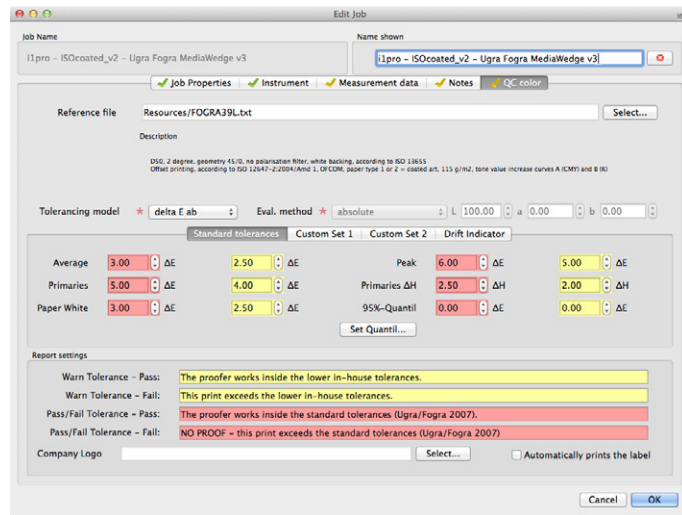 Edit Job
Job Name
Name shown
i1pro - ISOcoated_v2 - Ugra Fogra MediaWedge v3
i1pro - ISOcoated_v2 - Ugra Fogra MediaWedge v3
Job Properties Instrument Measurement data Notes QC color
Reference file Resources/FOGRA39L.txt Select...
Description
D50, 2 degree, geometry 45/0, no polarisation filter, white backing, according to ISO 13655
Offset printing, according to ISO 12647-2:2004/Amd 1, OFCOM, paper type 1 or 2 = coated art, 115 g/m2, tone value increase curves A (CMY) and B (K)
Tolerancing model * delta E ab Eval. method * absolute L 100.00 a 0.00 b 0.00
Standard tolerances Custom Set 1 Custom Set 2 Drift Indicator
Average 3.00 ΔE 2.50 ΔE Peak 6.00 ΔE 5.00 ΔE
Primaries 5.00 ΔE 4.00 ΔE Primaries ΔH 2.50 ΔH 2.00 ΔH
Paper White 3.00 ΔE 2.50 ΔE 95%-Quantil 0.00 ΔE 0.00 ΔE
Set Quantil...
Report settings
Warn Tolerance - Pass: The proofer works inside the lower in-house tolerances.
Warn Tolerance - Fail: This print exceeds the lower in-house tolerances.
Pass/Fail Tolerance - Pass: The proofer works inside the standard tolerances (Ugra/Fogra 2007).
Pass/Fail Tolerance - Fail: NO PROOF - this print exceeds the standard tolerances (Ugra/Fogra 2007)
Company Logo Select... Automatically prints the label
Cancel OK